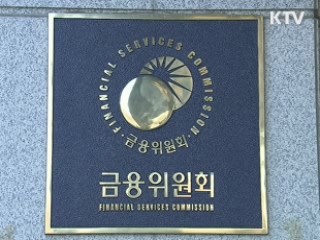 KTV
FINANCIAL SERVICES COMMISSION
·금융위원회·
금융위원회
FINANCIAL SERVICES COMMISSION